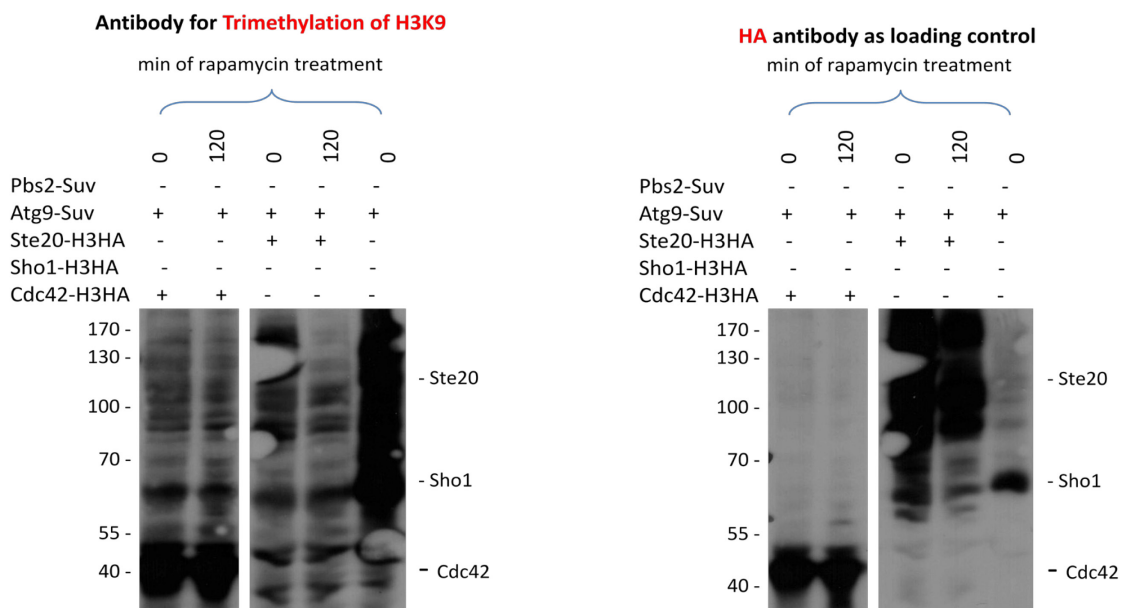 Antibody for Trimethylation of H3K9
min of rapamycin treatment
0 120 0 120 0
Pbs2-Suv - - - - -
Atg9-Suv + + + + +
Ste20-H3HA - - + + -
Sho1-H3HA - - - - -
Cdc42-H3HA + + - - -
170 -
130 -
- Ste20
100 -
70 -
- Sho1
55 -
40 -
- Cdc42
HA antibody as loading control
min of rapamycin treatment
0 120 0 120 0
Pbs2-Suv - - - - -
Atg9-Suv + + + + +
Ste20-H3HA - - + + -
Sho1-H3HA - - - - -
Cdc42-H3HA + + - - -
170 -
130 -
- Ste20
100 -
70 -
- Sho1
55 -
- Cdc42
40 -